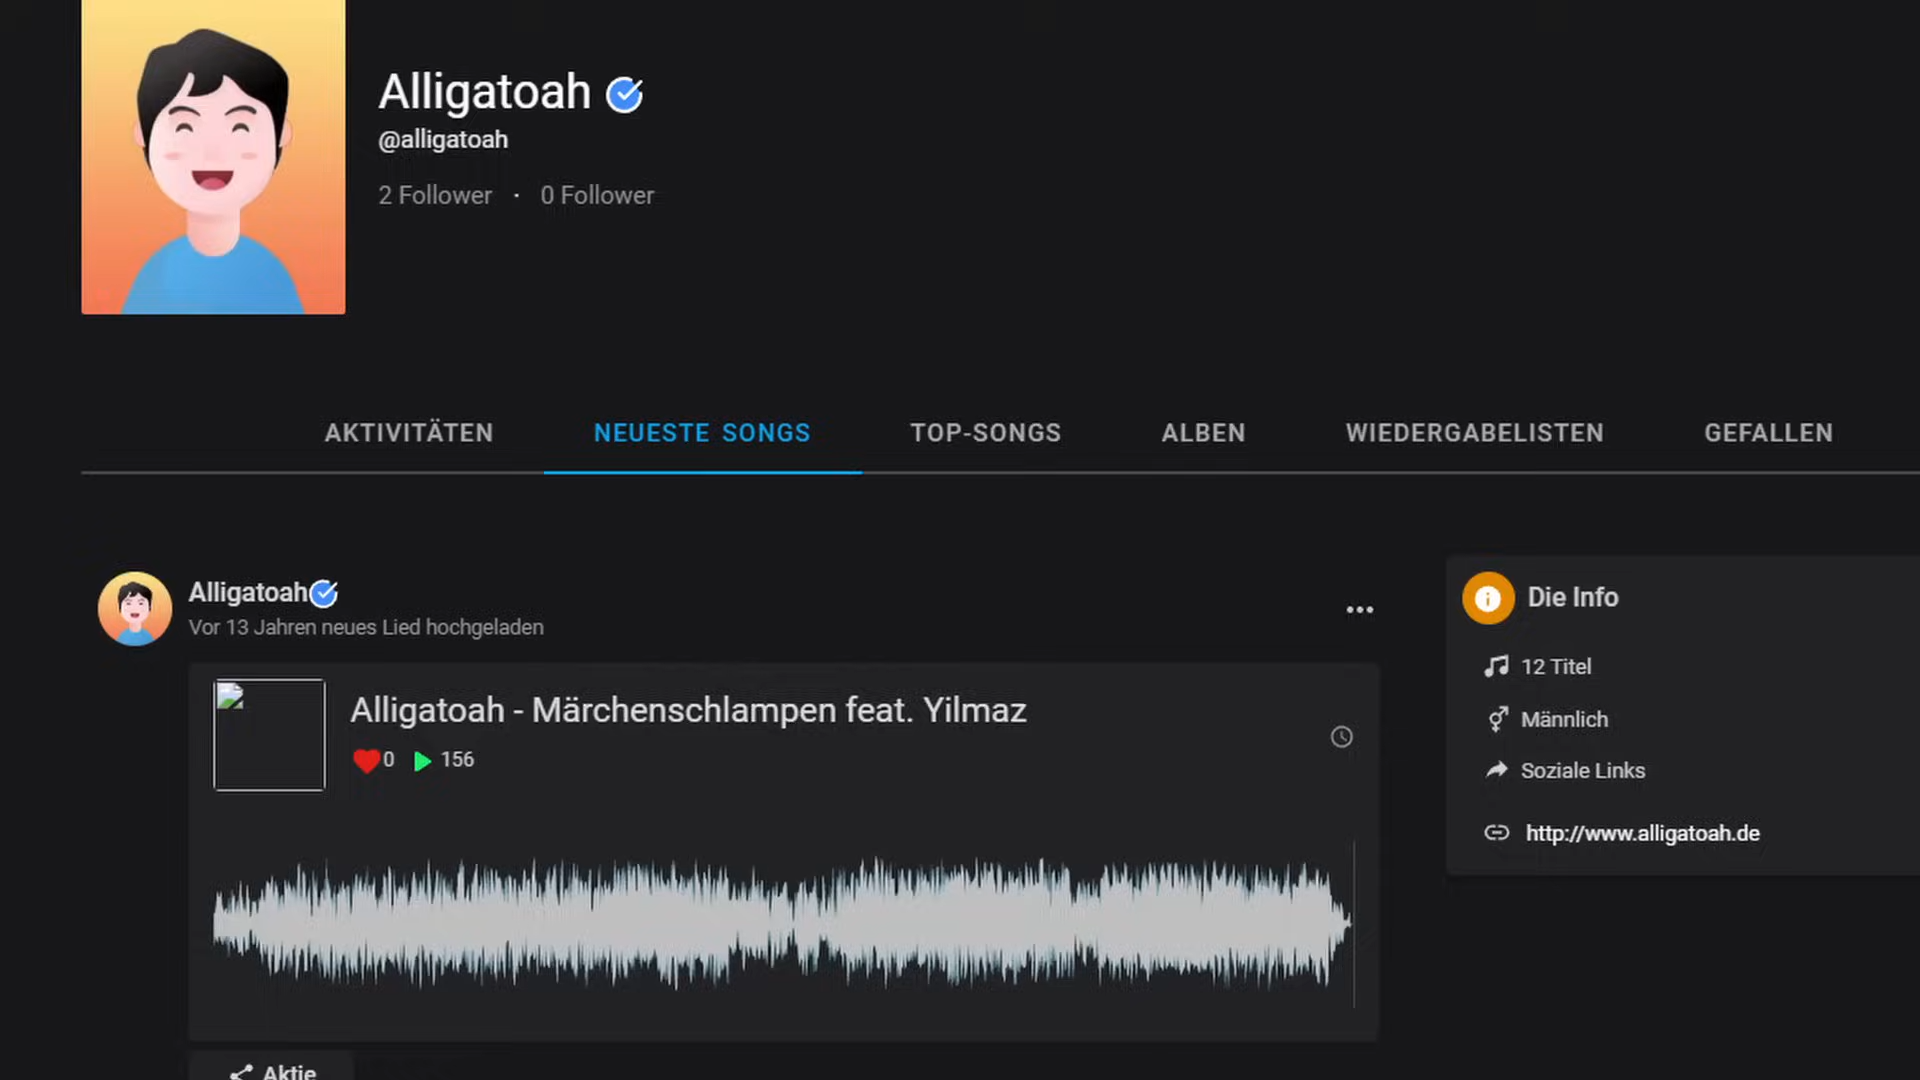 Alligatoah
@alligatoah
2 Follower · 0 Follower
AKTIVITÄTEN NEUESTE SONGS TOP-SONGS ALBEN WIEDERGABELISTEN GEFALLEN
Alligatoah
Vor 13 Jahren neues Lied hochgeladen
Alligatoah - Märchenschlampen feat. Yilmaz
0 156
Aktie
Die Info
12 Titel
Männlich
Soziale Links
http://www.alligatoah.de